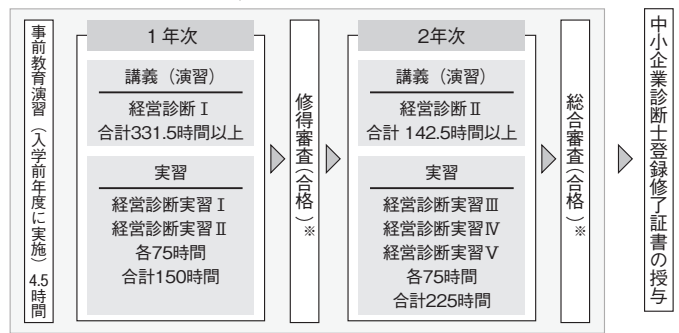 事前教育演習（入学前年度に実施）4.5時間
1年次
講義（演習）
経営診断Ⅰ
合計331.5時間以上
実習
経営診断実習Ⅰ
経営診断実習Ⅱ
各75時間
合計150時間
修得審査（合格）※
2年次
講義（演習）
経営診断Ⅱ
合計 142.5時間以上
実習
経営診断実習Ⅲ
経営診断実習Ⅳ
経営診断実習Ⅴ
各75時間
合計225時間
総合審査（合格）※
中小企業診断士登録修了証書の授与